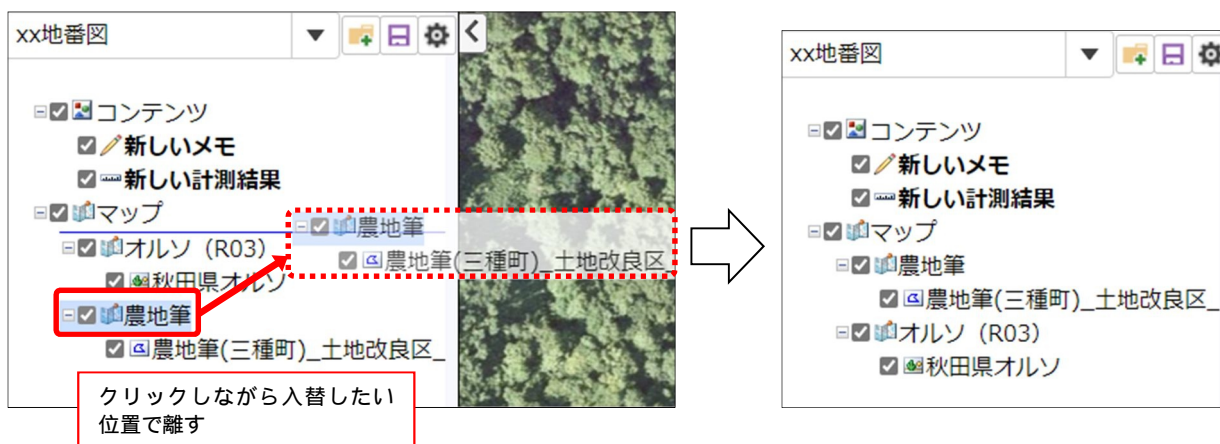 xx地番図
コンテンツ
新しいメモ
新しい計測結果
マップ
オルソ（R03）
秋田県オルソ
農地筆
農地筆(三種町)_土地改良区_
農地筆
農地筆(三種町)_土地改良区_
クリックしながら入替したい
位置で離す
xx地番図
コンテンツ
新しいメモ
新しい計測結果
マップ
農地筆
農地筆(三種町)_土地改良区_
オルソ（R03）
秋田県オルソ